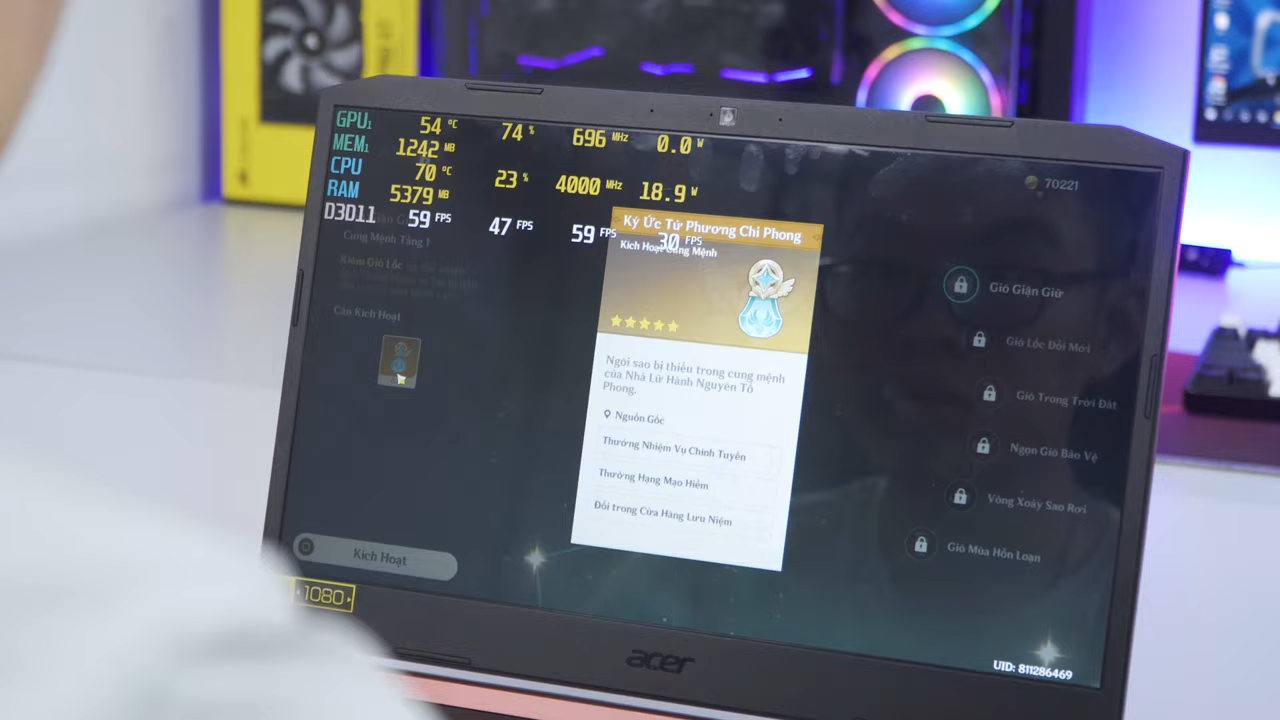 GPU1 54 °C 74 % 696 MHz 0.0 W
MEM1 1242 MB
CPU 70 °C 23 % 4000 MHz 18.9 W
RAM 5379 MB
D3D11 59 FPS 47 FPS 59 FPS 30 FPS
70221
Cung Mệnh Tầng 1
Kiếm Gió Lốc
Cần Kích Hoạt
Kích Hoạt
Ký Ức Từ Phương Chi Phong
Kích Hoạt Cung Mệnh
Ngôi sao bị thiếu trong cung mệnh
của Nhà Lữ Hành Nguyên Tố
Phong.
Nguồn Gốc
Thưởng Nhiệm Vụ Chính Tuyến
Thưởng Hạng Mạo Hiểm
Đổi trong Cửa Hàng Lưu Niệm
Gió Giận Giữ
Gió Lốc Đổi Mới
Gió Trong Trời Đất
Ngọn Gió Bảo Vệ
Vòng Xoáy Sao Rơi
Gió Mùa Hỗn Loạn
UID: 811286469
1080
acer